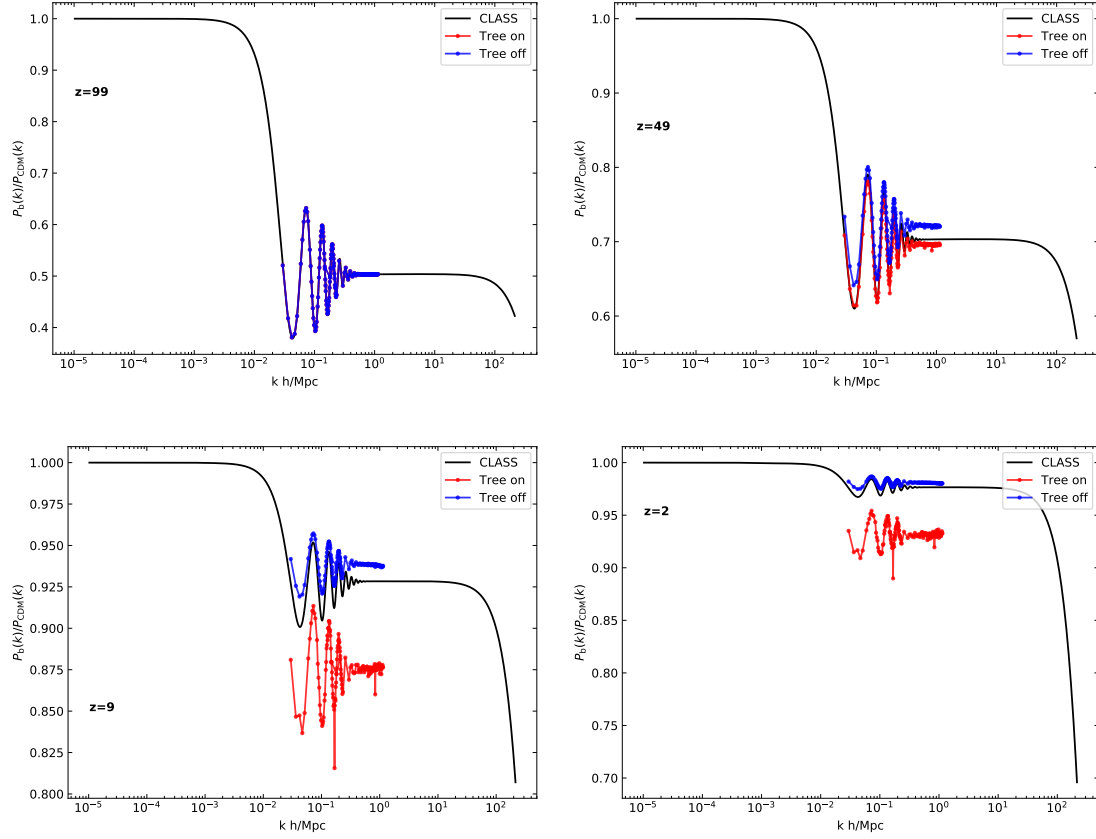 1.0
0.9
0.8
0.7
0.6
0.5
0.4
P_b(k)/P_CDM(k)
z=99
CLASS
Tree on
Tree off
10^−5 10^−4 10^−3 10^−2 10^−1 10^0 10^1 10^2
k h/Mpc
1.0
0.9
0.8
0.7
0.6
P_b(k)/P_CDM(k)
z=49
CLASS
Tree on
Tree off
10^−5 10^−4 10^−3 10^−2 10^−1 10^0 10^1 10^2
k h/Mpc
1.000
0.975
0.950
0.925
0.900
0.875
0.850
0.825
0.800
P_b(k)/P_CDM(k)
z=9
CLASS
Tree on
Tree off
10^−5 10^−4 10^−3 10^−2 10^−1 10^0 10^1 10^2
k h/Mpc
1.00
0.95
0.90
0.85
0.80
0.75
0.70
P_b(k)/P_CDM(k)
z=2
CLASS
Tree on
Tree off
10^−5 10^−4 10^−3 10^−2 10^−1 10^0 10^1 10^2
k h/Mpc